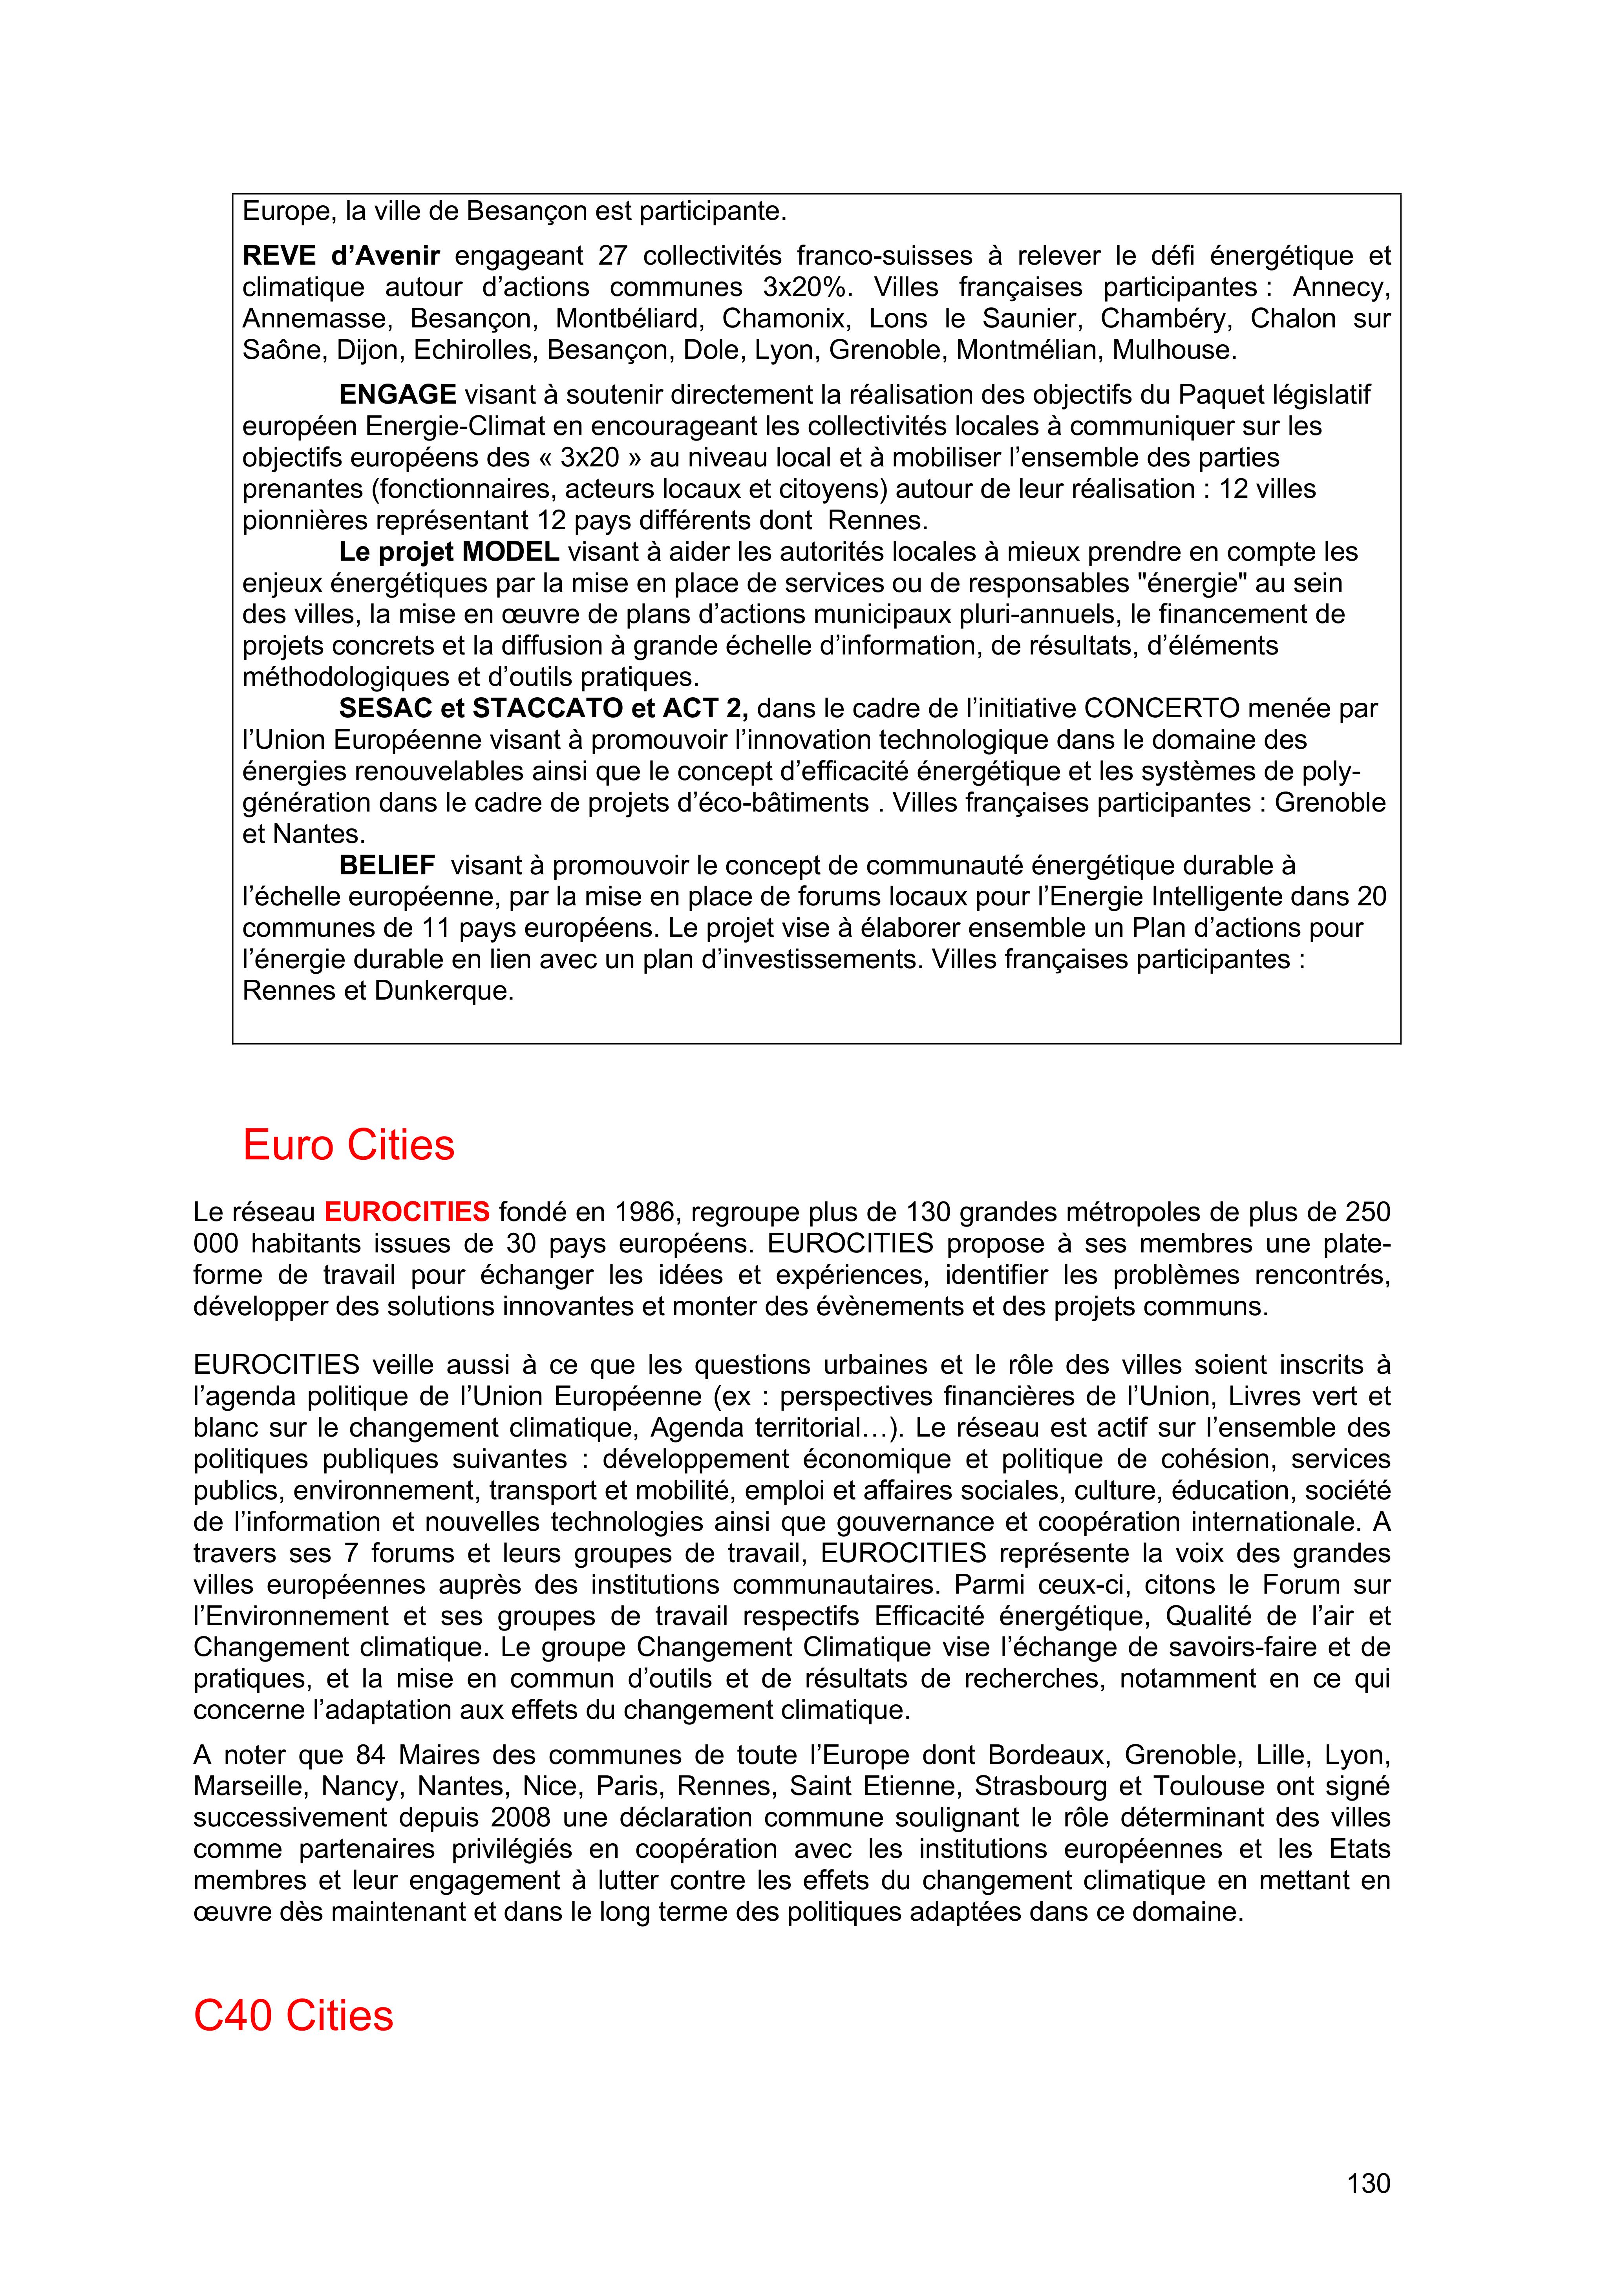 Europe, la ville de Besançon est participante.
REVE d’Avenir engageant 27 collectivités franco-suisses à relever le défi énergétique et
climatique autour d’actions communes 3x20%. Villes françaises participantes : Annecy,
Annemasse, Besançon, Montbéliard, Chamonix, Lons le Saunier, Chambéry, Chalon sur
Saône, Dijon, Echirolles, Besançon, Dole, Lyon, Grenoble, Montmélian, Mulhouse.
ENGAGE visant à soutenir directement la réalisation des objectifs du Paquet législatif
européen Energie-Climat en encourageant les collectivités locales à communiquer sur les
objectifs européens des « 3x20 » au niveau local et à mobiliser l’ensemble des parties
prenantes (fonctionnaires, acteurs locaux et citoyens) autour de leur réalisation : 12 villes
pionnières représentant 12 pays différents dont  Rennes.
Le projet MODEL visant à aider les autorités locales à mieux prendre en compte les
enjeux énergétiques par la mise en place de services ou de responsables "énergie" au sein
des villes, la mise en œuvre de plans d’actions municipaux pluri-annuels, le financement de
projets concrets et la diffusion à grande échelle d’information, de résultats, d’éléments
méthodologiques et d’outils pratiques.
SESAC et STACCATO et ACT 2, dans le cadre de l’initiative CONCERTO menée par
l’Union Européenne visant à promouvoir l’innovation technologique dans le domaine des
énergies renouvelables ainsi que le concept d’efficacité énergétique et les systèmes de poly-
génération dans le cadre de projets d’éco-bâtiments . Villes françaises participantes : Grenoble
et Nantes.
BELIEF  visant à promouvoir le concept de communauté énergétique durable à
l’échelle européenne, par la mise en place de forums locaux pour l’Energie Intelligente dans 20
communes de 11 pays européens. Le projet vise à élaborer ensemble un Plan d’actions pour
l’énergie durable en lien avec un plan d’investissements. Villes françaises participantes :
Rennes et Dunkerque.
Euro Cities
Le réseau EUROCITIES fondé en 1986, regroupe plus de 130 grandes métropoles de plus de 250
000 habitants issues de 30 pays européens. EUROCITIES propose à ses membres une plate-
forme de travail pour échanger les idées et expériences, identifier les problèmes rencontrés,
développer des solutions innovantes et monter des évènements et des projets communs.
EUROCITIES veille aussi à ce que les questions urbaines et le rôle des villes soient inscrits à
l’agenda politique de l’Union Européenne (ex : perspectives financières de l’Union, Livres vert et
blanc sur le changement climatique, Agenda territorial…). Le réseau est actif sur l’ensemble des
politiques publiques suivantes : développement économique et politique de cohésion, services
publics, environnement, transport et mobilité, emploi et affaires sociales, culture, éducation, société
de l’information et nouvelles technologies ainsi que gouvernance et coopération internationale. A
travers ses 7 forums et leurs groupes de travail, EUROCITIES représente la voix des grandes
villes européennes auprès des institutions communautaires. Parmi ceux-ci, citons le Forum sur
l’Environnement et ses groupes de travail respectifs Efficacité énergétique, Qualité de l’air et
Changement climatique. Le groupe Changement Climatique vise l’échange de savoirs-faire et de
pratiques, et la mise en commun d’outils et de résultats de recherches, notamment en ce qui
concerne l’adaptation aux effets du changement climatique.
A noter que 84 Maires des communes de toute l’Europe dont Bordeaux, Grenoble, Lille, Lyon,
Marseille, Nancy, Nantes, Nice, Paris, Rennes, Saint Etienne, Strasbourg et Toulouse ont signé
successivement depuis 2008 une déclaration commune soulignant le rôle déterminant des villes
comme partenaires privilégiés en coopération avec les institutions européennes et les Etats
membres et leur engagement à lutter contre les effets du changement climatique en mettant en
œuvre dès maintenant et dans le long terme des politiques adaptées dans ce domaine.
C40 Cities
130